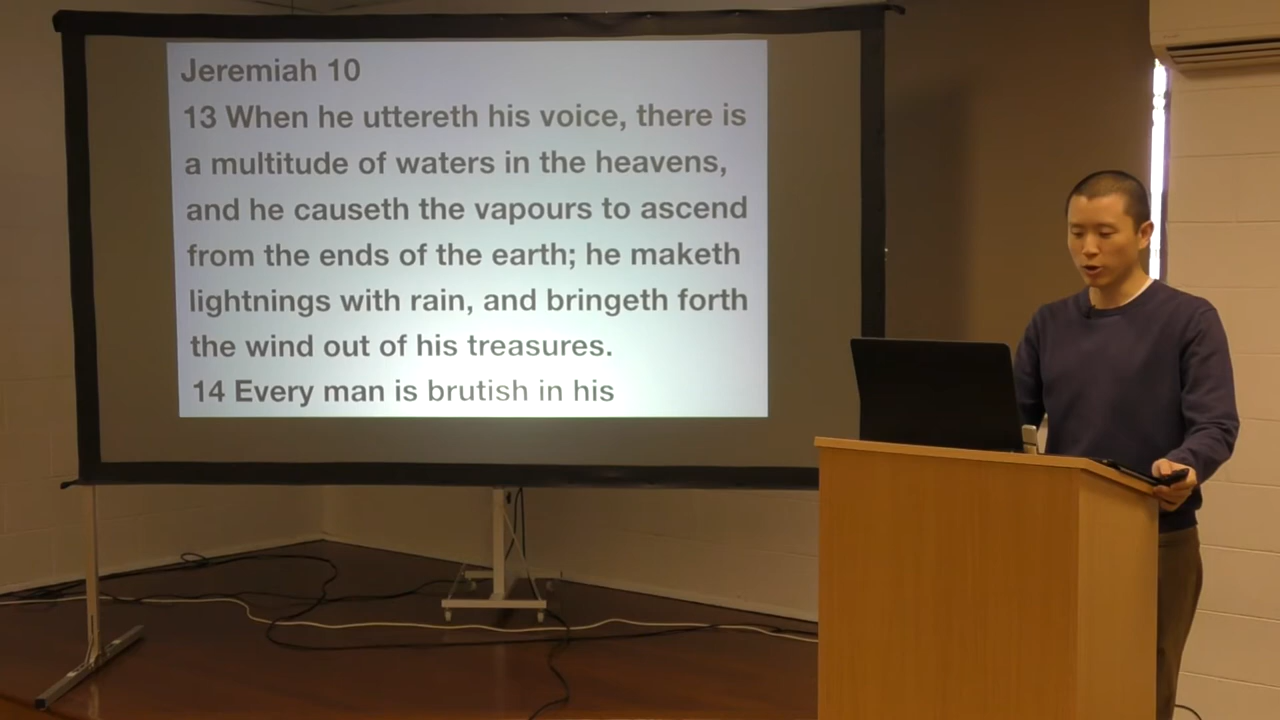 Jeremiah 10
13 When he uttereth his voice, there is
a multitude of waters in the heavens,
and he causeth the vapours to ascend
from the ends of the earth; he maketh
lightnings with rain, and bringeth forth
the wind out of his treasures.
14 Every man is brutish in his